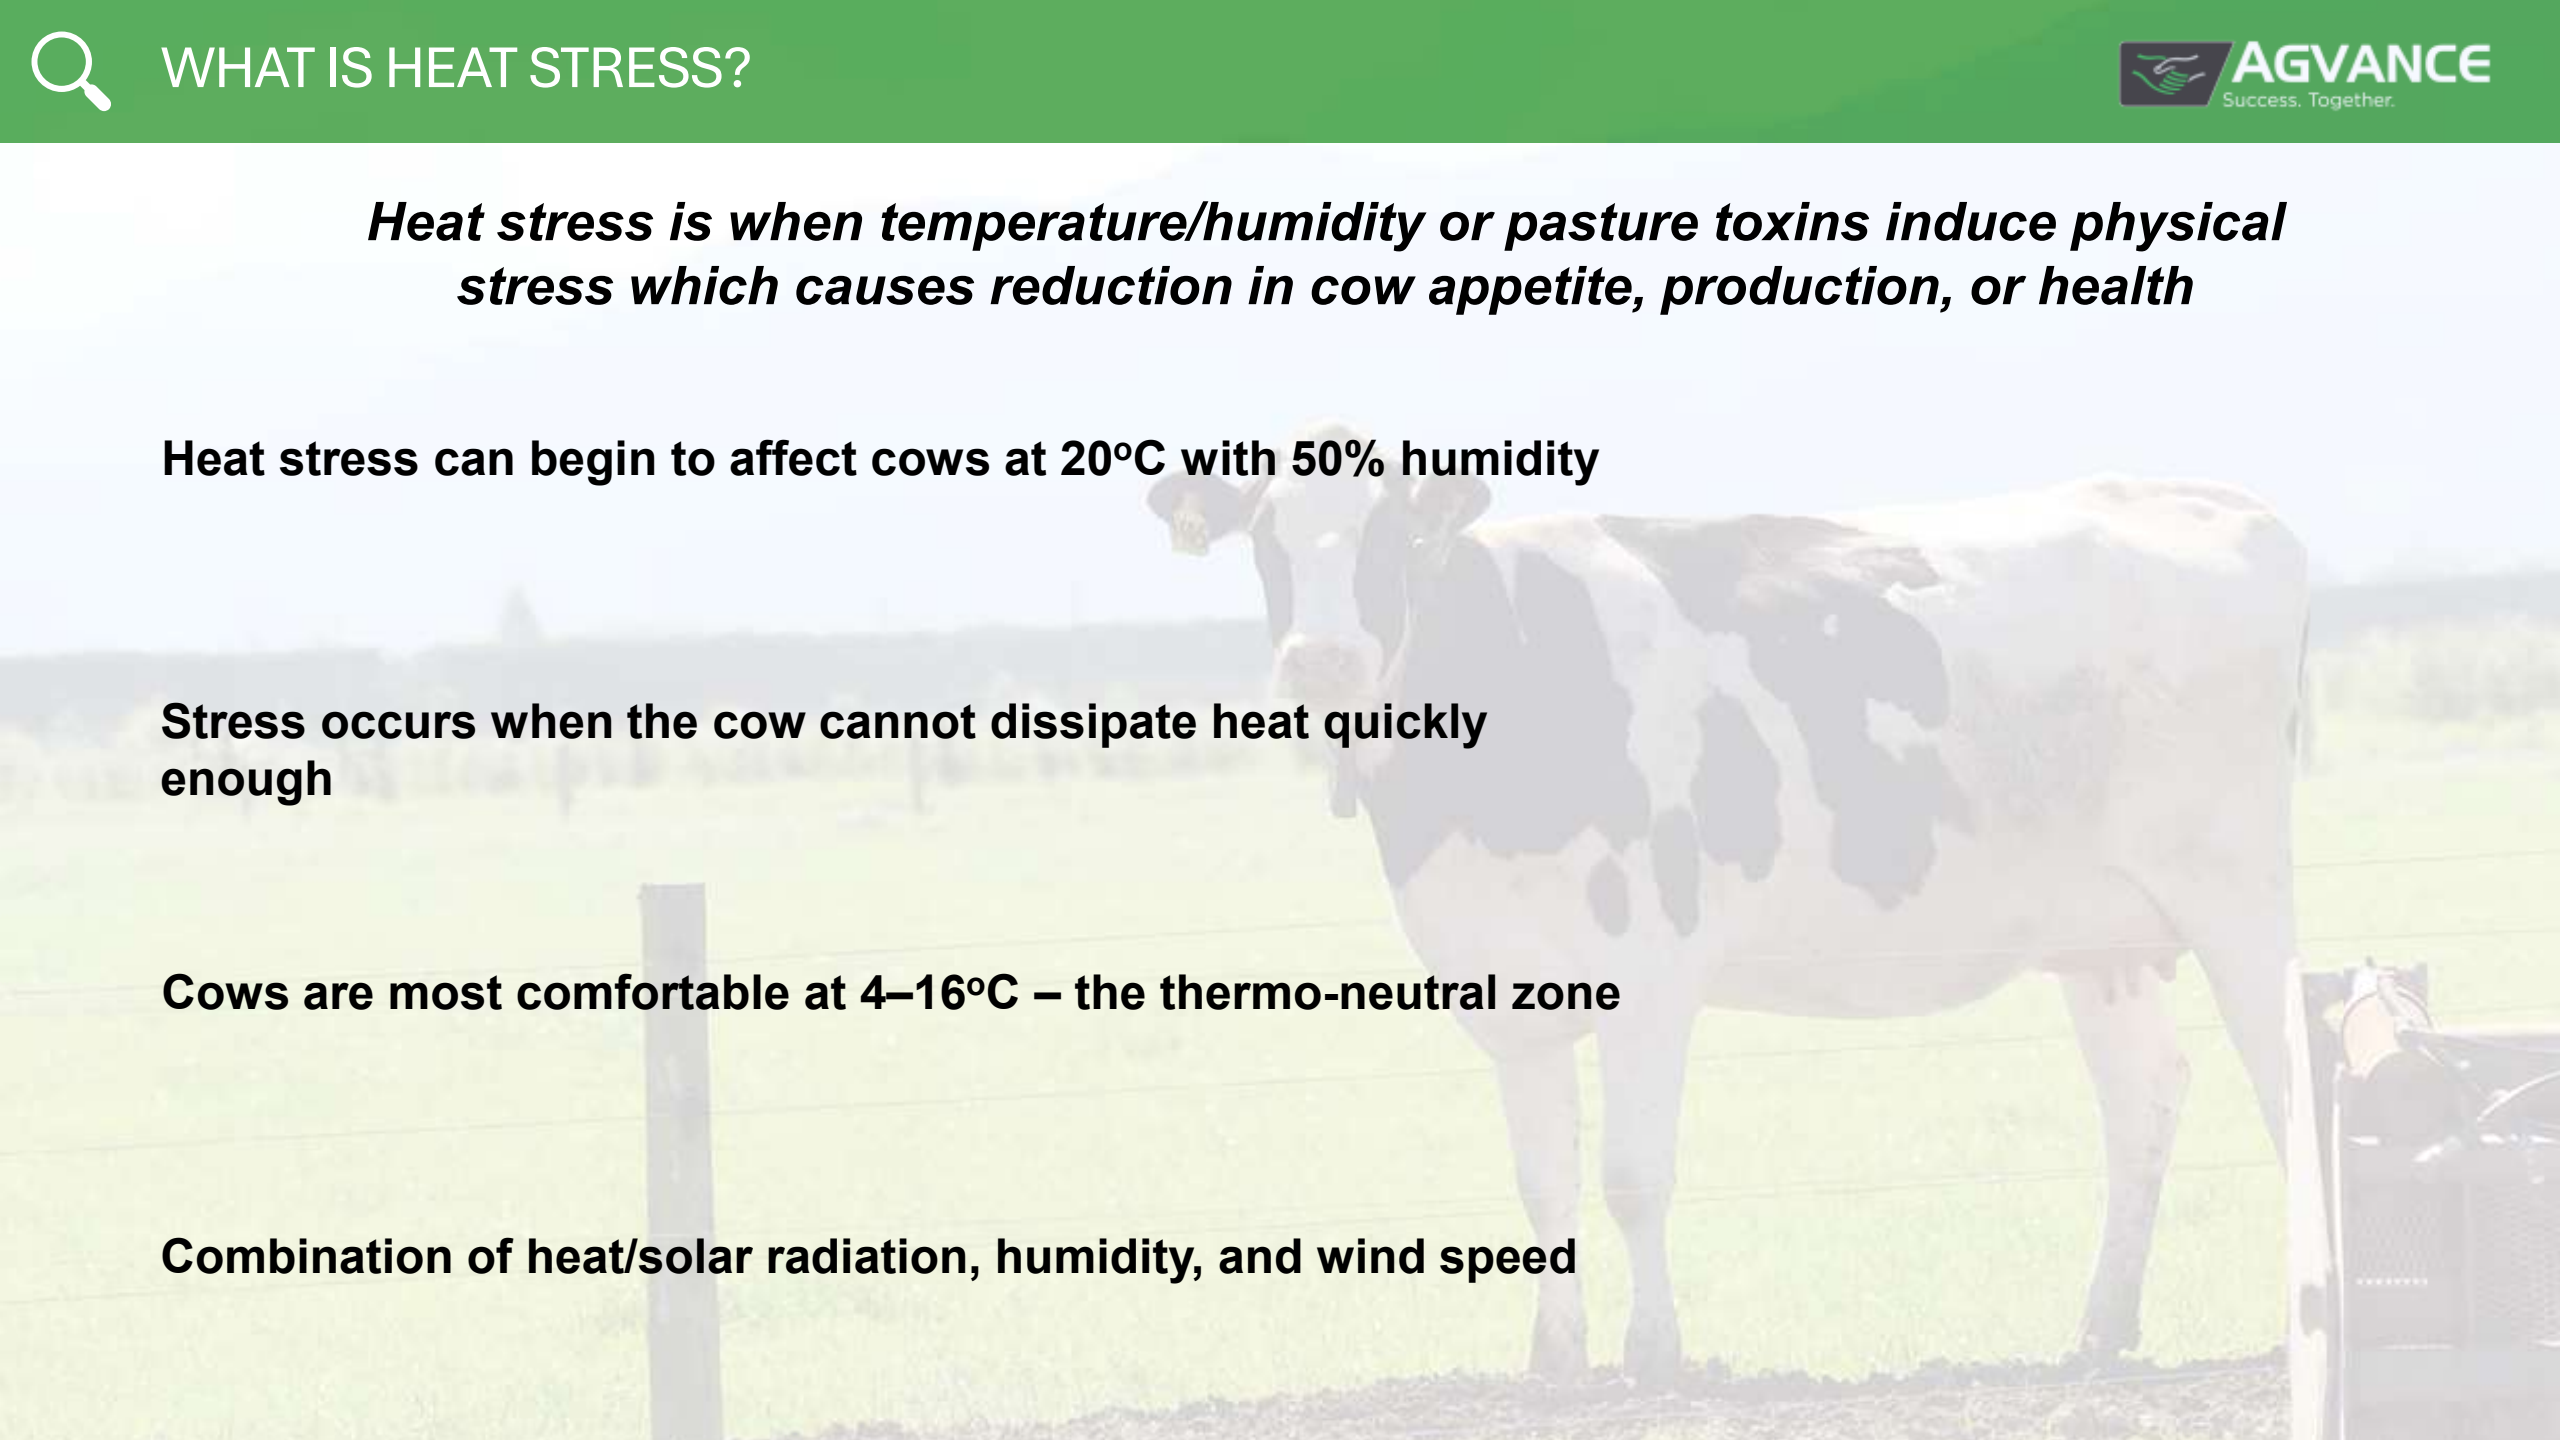 WHAT IS HEAT STRESS?
AGVANCE
Success. Together.
Heat stress is when temperature/humidity or pasture toxins induce physical
stress which causes reduction in cow appetite, production, or health
Heat stress can begin to affect cows at 20ºC with 50% humidity
Stress occurs when the cow cannot dissipate heat quickly
enough
Cows are most comfortable at 4–16ºC – the thermo-neutral zone
Combination of heat/solar radiation, humidity, and wind speed